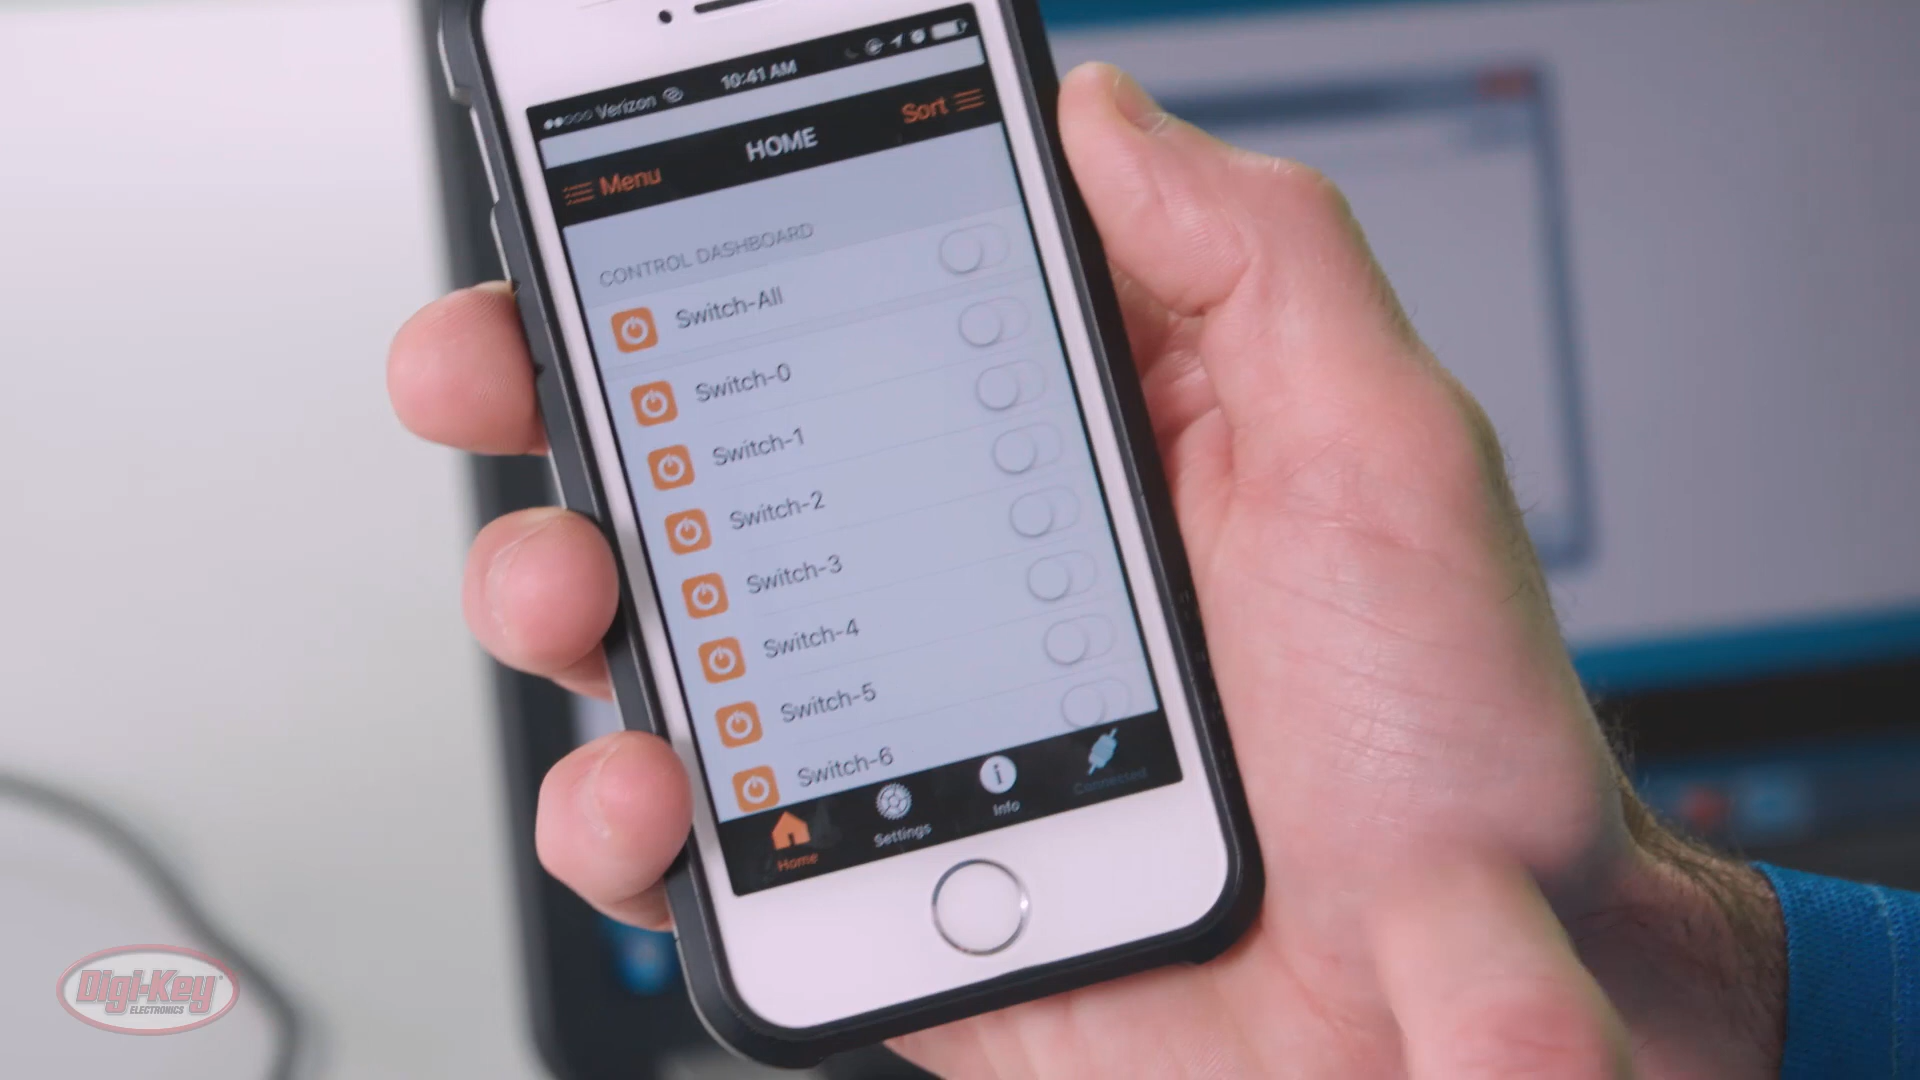 Verizon 10:41 AM
Menu HOME Sort
CONTROL DASHBOARD
Switch-All
Switch-0
Switch-1
Switch-2
Switch-3
Switch-4
Switch-5
Switch-6
Home Settings Info Connected
Digi-Key
ELECTRONICS